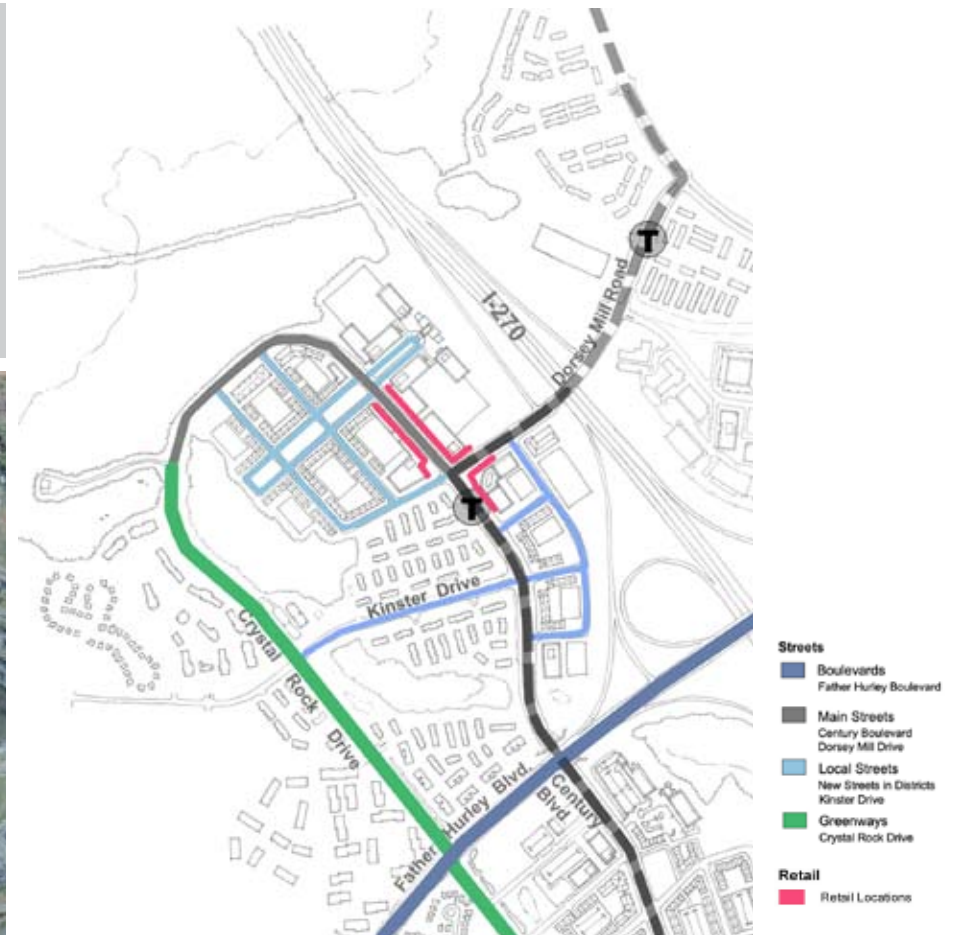 T
I-270
Dorsey Mill Road
T
Kinster Drive
Crystal Rock Drive
Father Hurley Blvd.
Century
Blvd
Streets
Boulevards
Father Hurley Boulevard
Main Streets
Century Boulevard
Dorsey Mill Drive
Local Streets
New Streets in Districts
Kinster Drive
Greenways
Crystal Rock Drive
Retail
Retail Locations